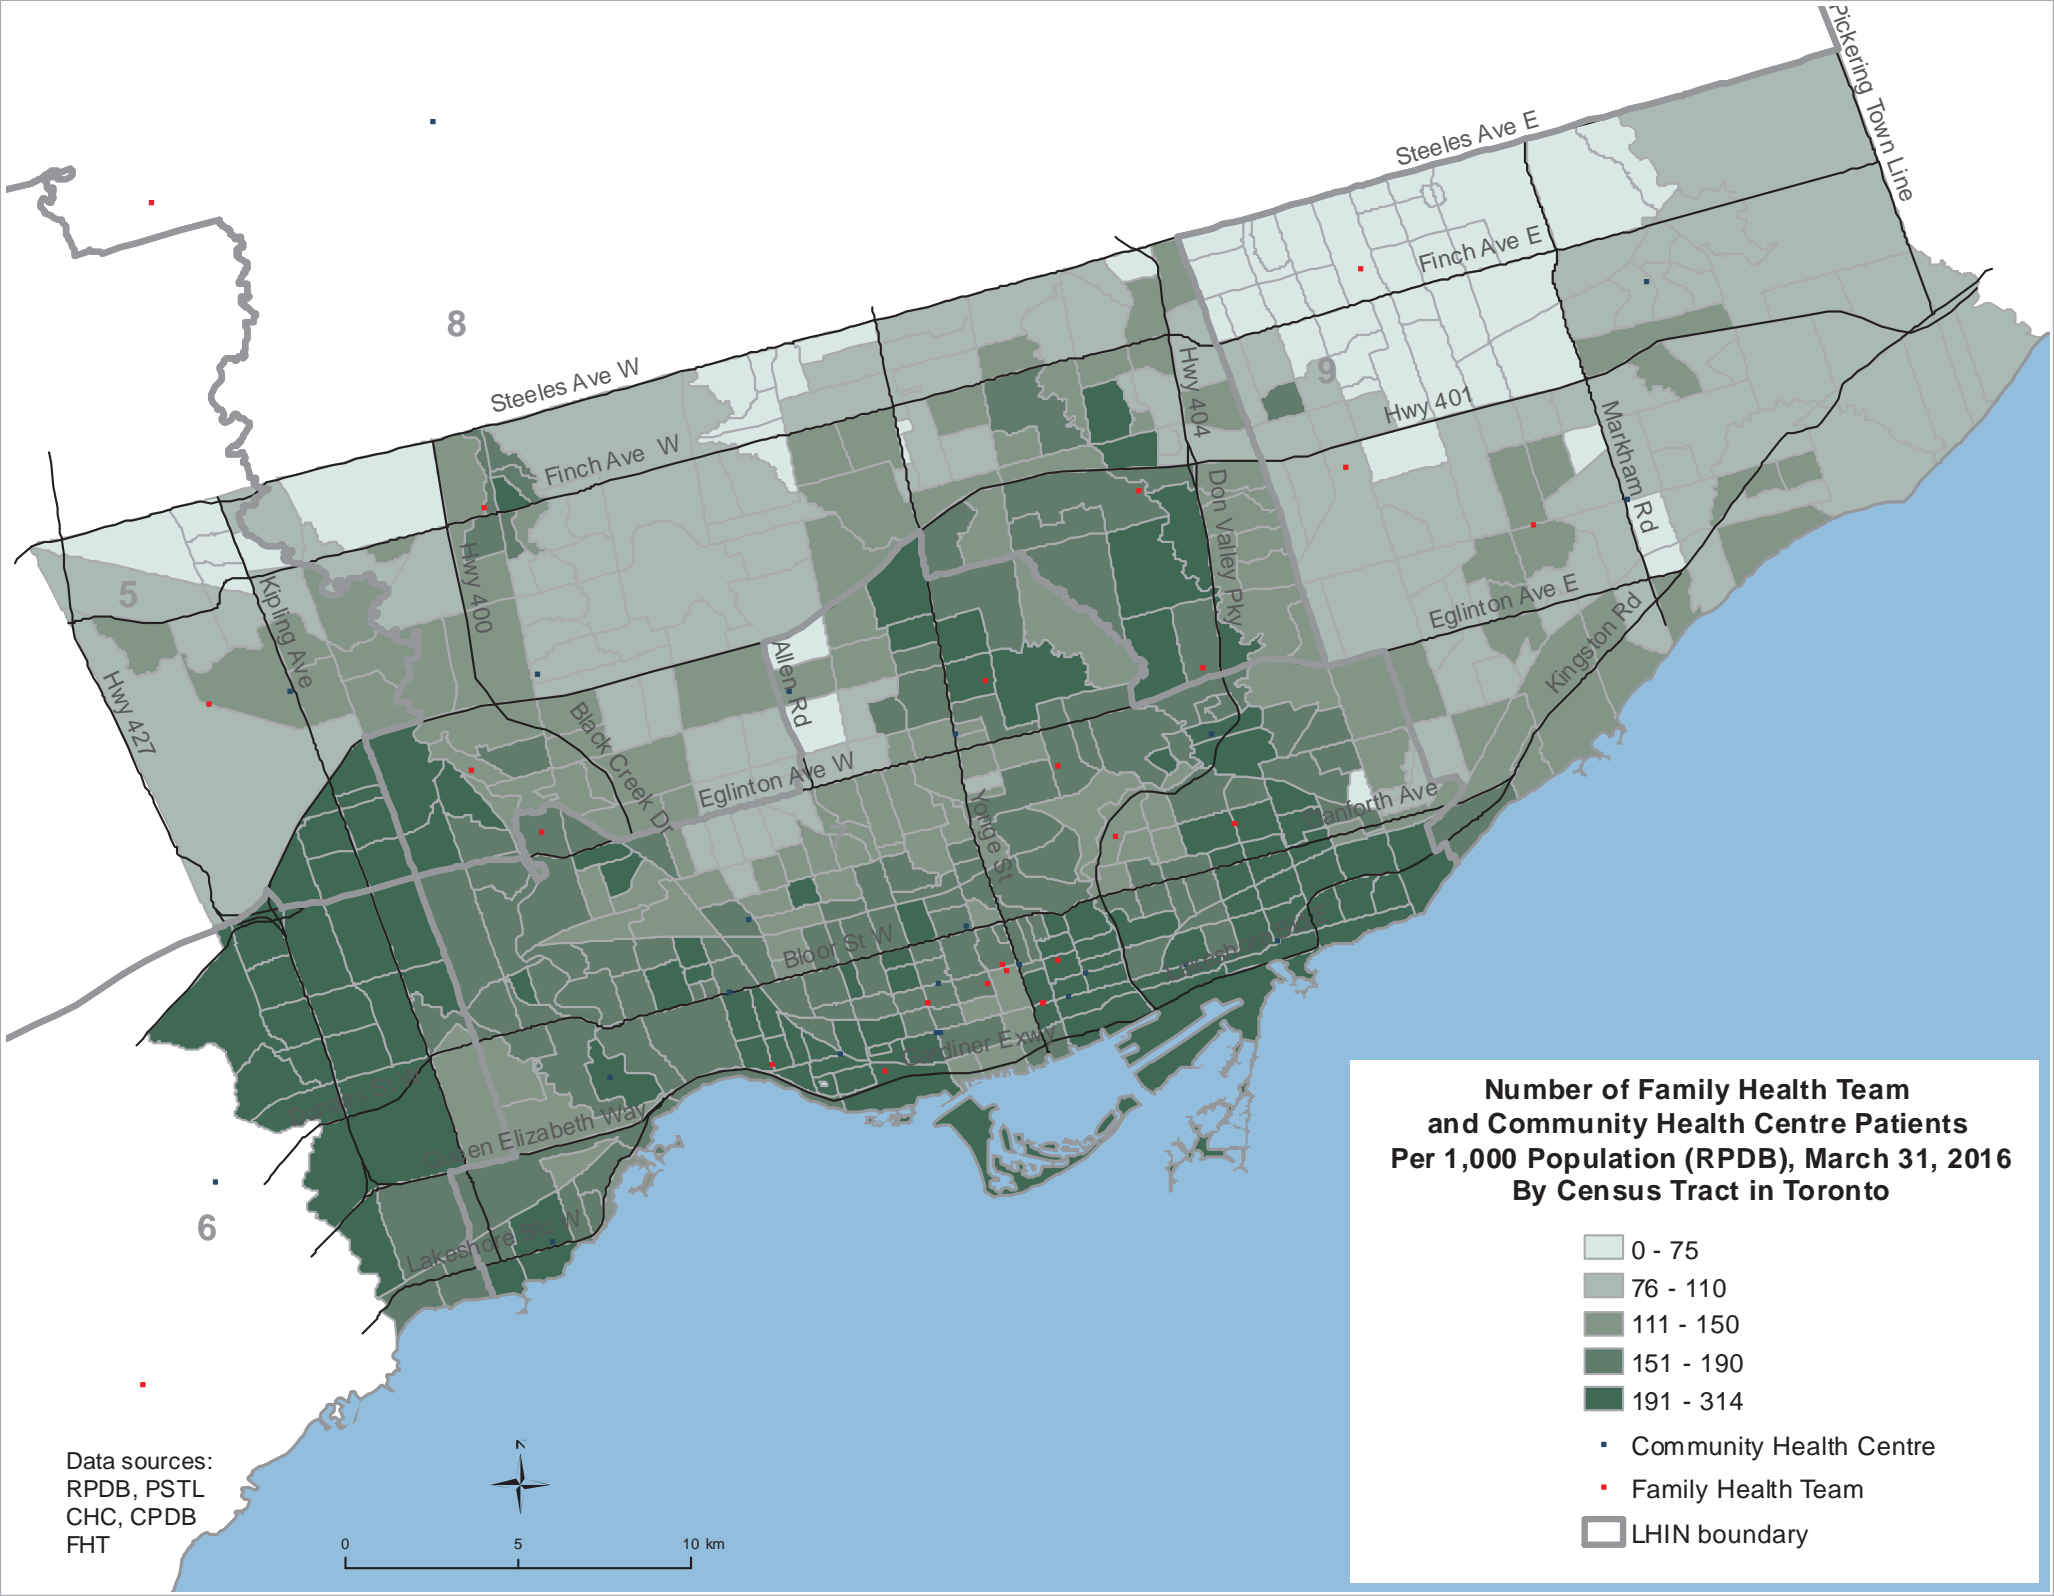 Pickering Town Line
Steeles Ave E
Finch Ave E
8
Steeles Ave W
Hwy 404
9
Hwy 401
Markham Rd
Finch Ave W
Don Valley Pky
5
Kipling Ave
Hwy 400
Eglinton Ave E
Kingston Rd
Hwy 427
Allen Rd
Black Creek Dr
Eglinton Ave W
Yonge St
7
Danforth Ave
Bloor St W
Gardiner Exwy
Queen Elizabeth Way
6
Lakeshore Blvd W
Number of Family Health Team
and Community Health Centre Patients
Per 1,000 Population (RPDB), March 31, 2016
By Census Tract in Toronto
0 - 75
76 - 110
111 - 150
151 - 190
191 - 314
Community Health Centre
Family Health Team
LHIN boundary
Data sources:
RPDB, PSTL
CHC, CPDB
FHT
N
0 5 10 km